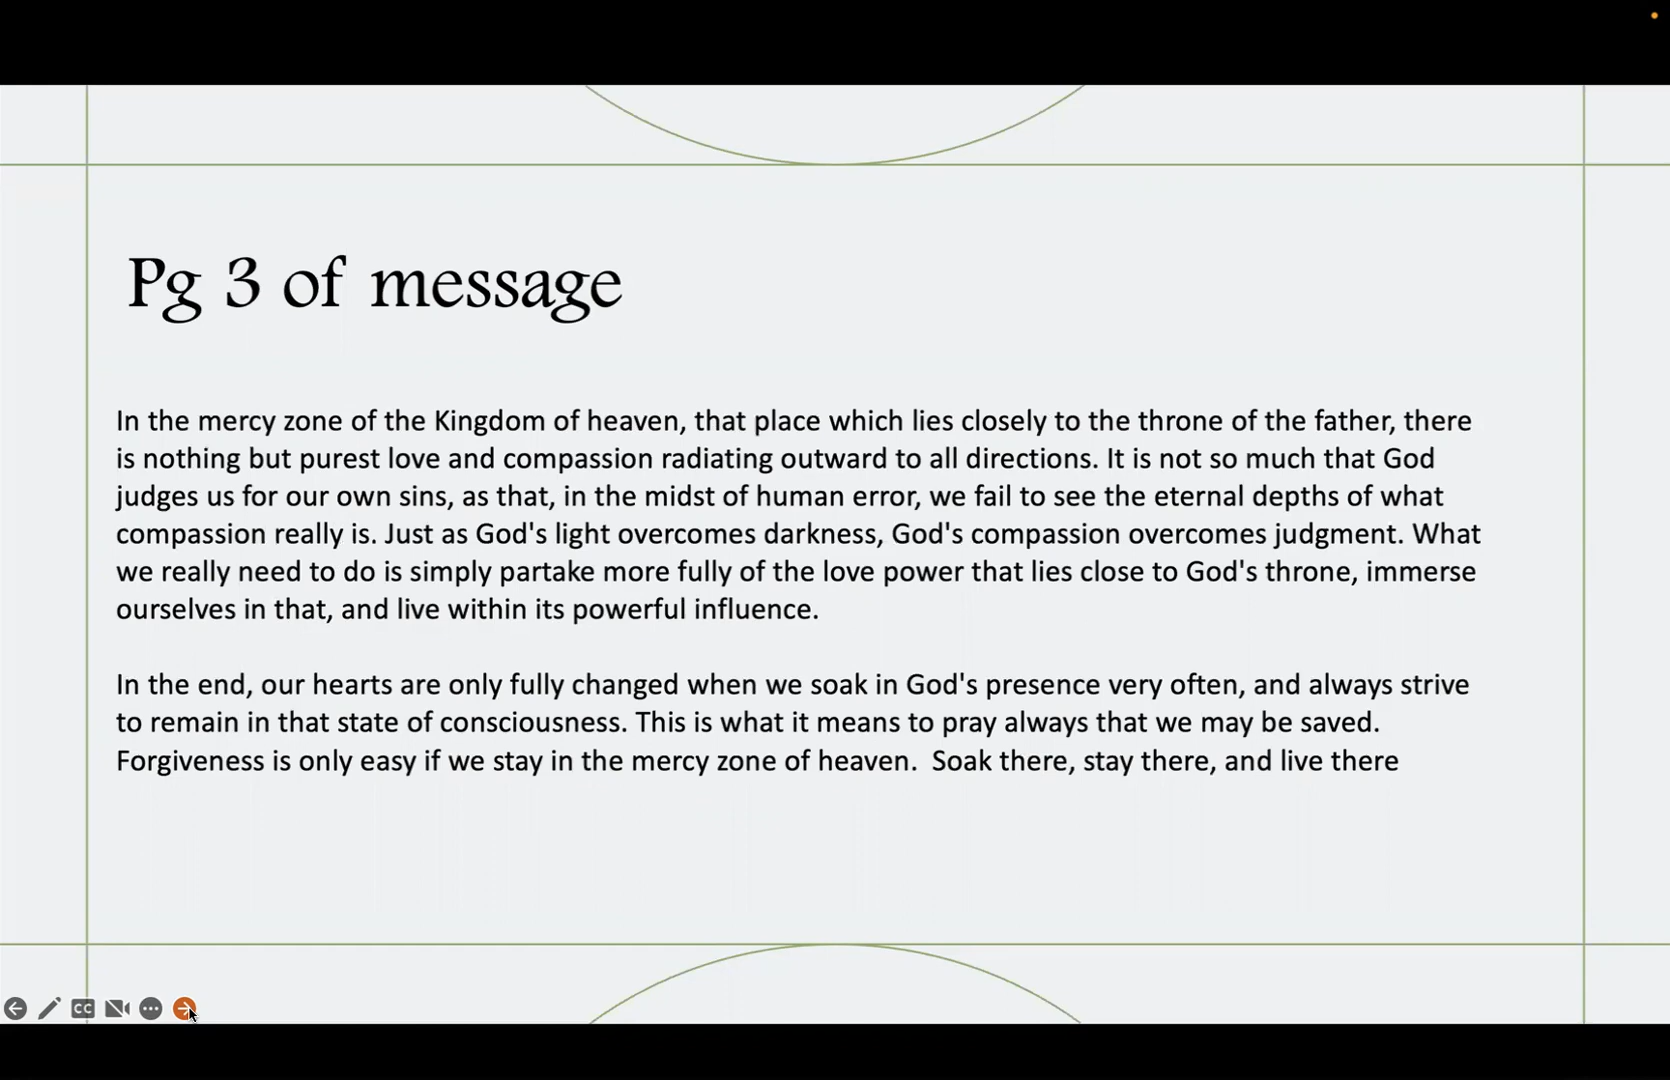 Pg 3 of message
In the mercy zone of the Kingdom of heaven, that place which lies closely to the throne of the father, there
is nothing but purest love and compassion radiating outward to all directions. It is not so much that God
judges us for our own sins, as that, in the midst of human error, we fail to see the eternal depths of what
compassion really is. Just as God's light overcomes darkness, God's compassion overcomes judgment. What
we really need to do is simply partake more fully of the love power that lies close to God's throne, immerse
ourselves in that, and live within its powerful influence.
In the end, our hearts are only fully changed when we soak in God's presence very often, and always strive
to remain in that state of consciousness. This is what it means to pray always that we may be saved.
Forgiveness is only easy if we stay in the mercy zone of heaven.  Soak there, stay there, and live there
CC